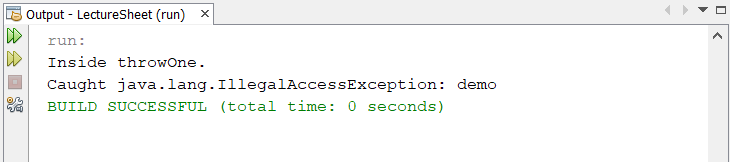 Output - LectureSheet (run)
run:
Inside throwOne.
Caught java.lang.IllegalAccessException: demo
BUILD SUCCESSFUL (total time: 0 seconds)